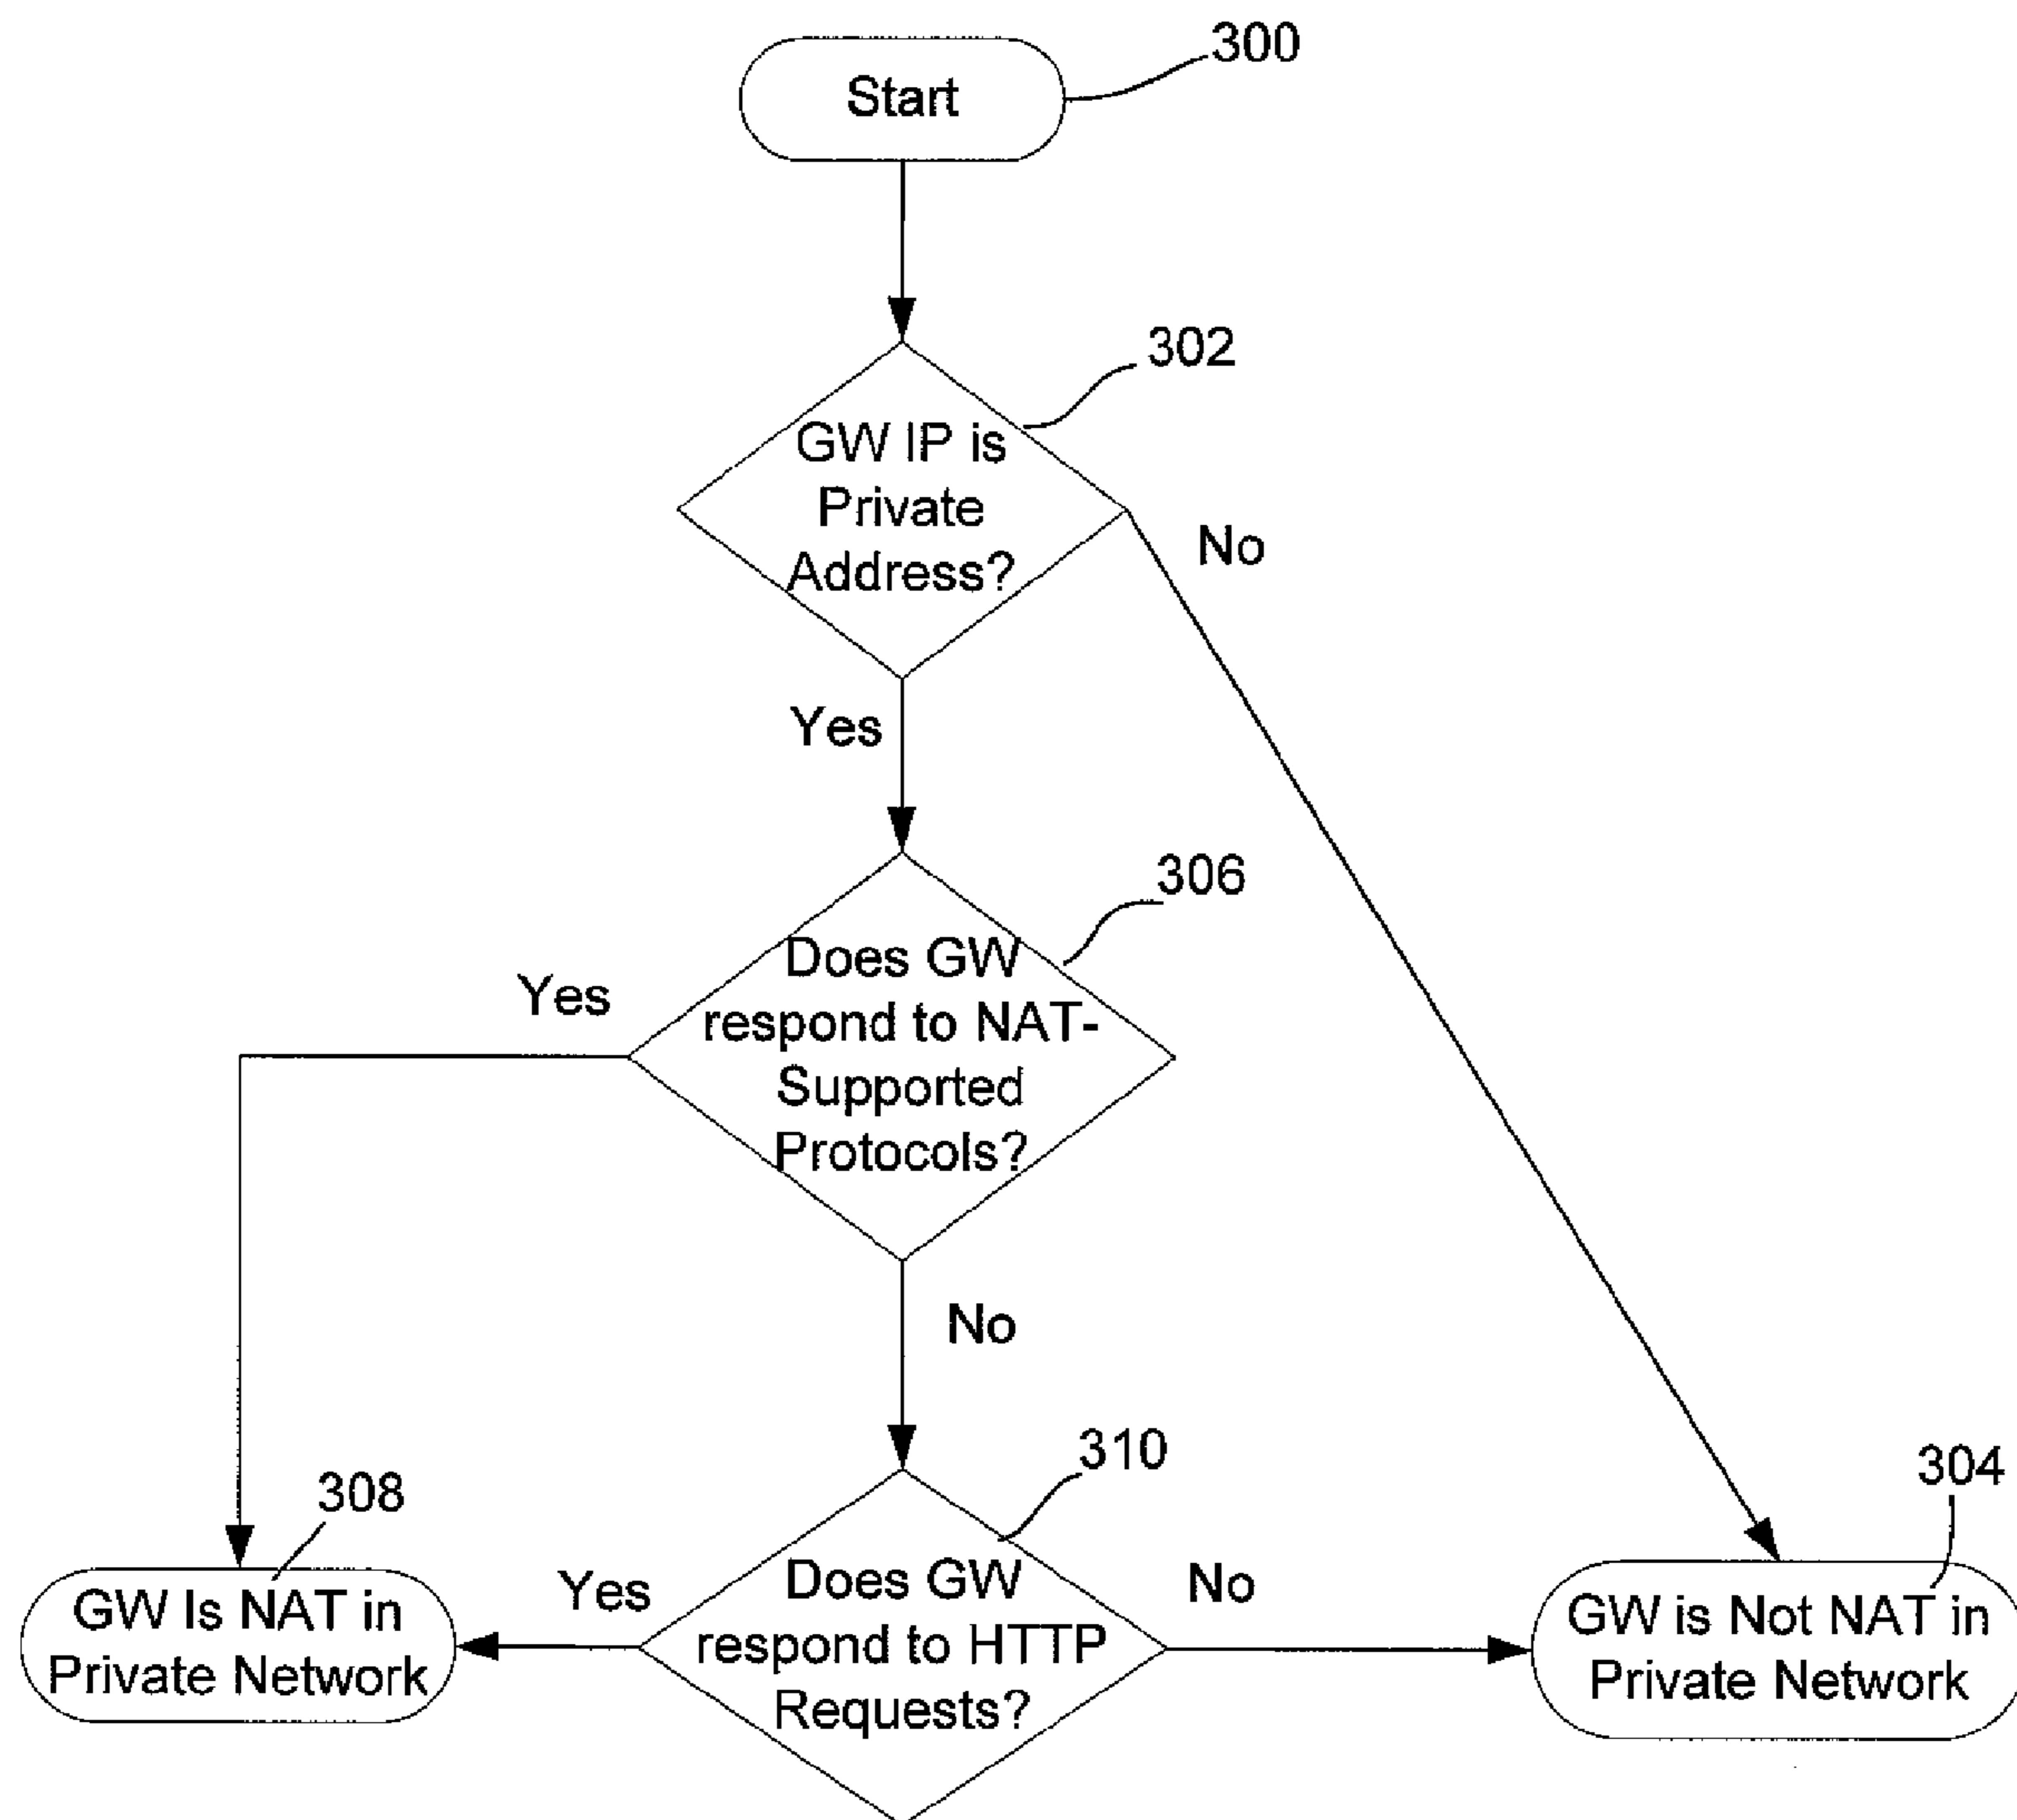 300
Start
302
GW IP is
Private
Address?
No
Yes
306
Does GW
respond to NAT-
Supported
Protocols?
Yes
No
310
304
308
GW Is NAT in
Private Network
Yes
Does GW
respond to HTTP
Requests?
No
GW is Not NAT in
Private Network